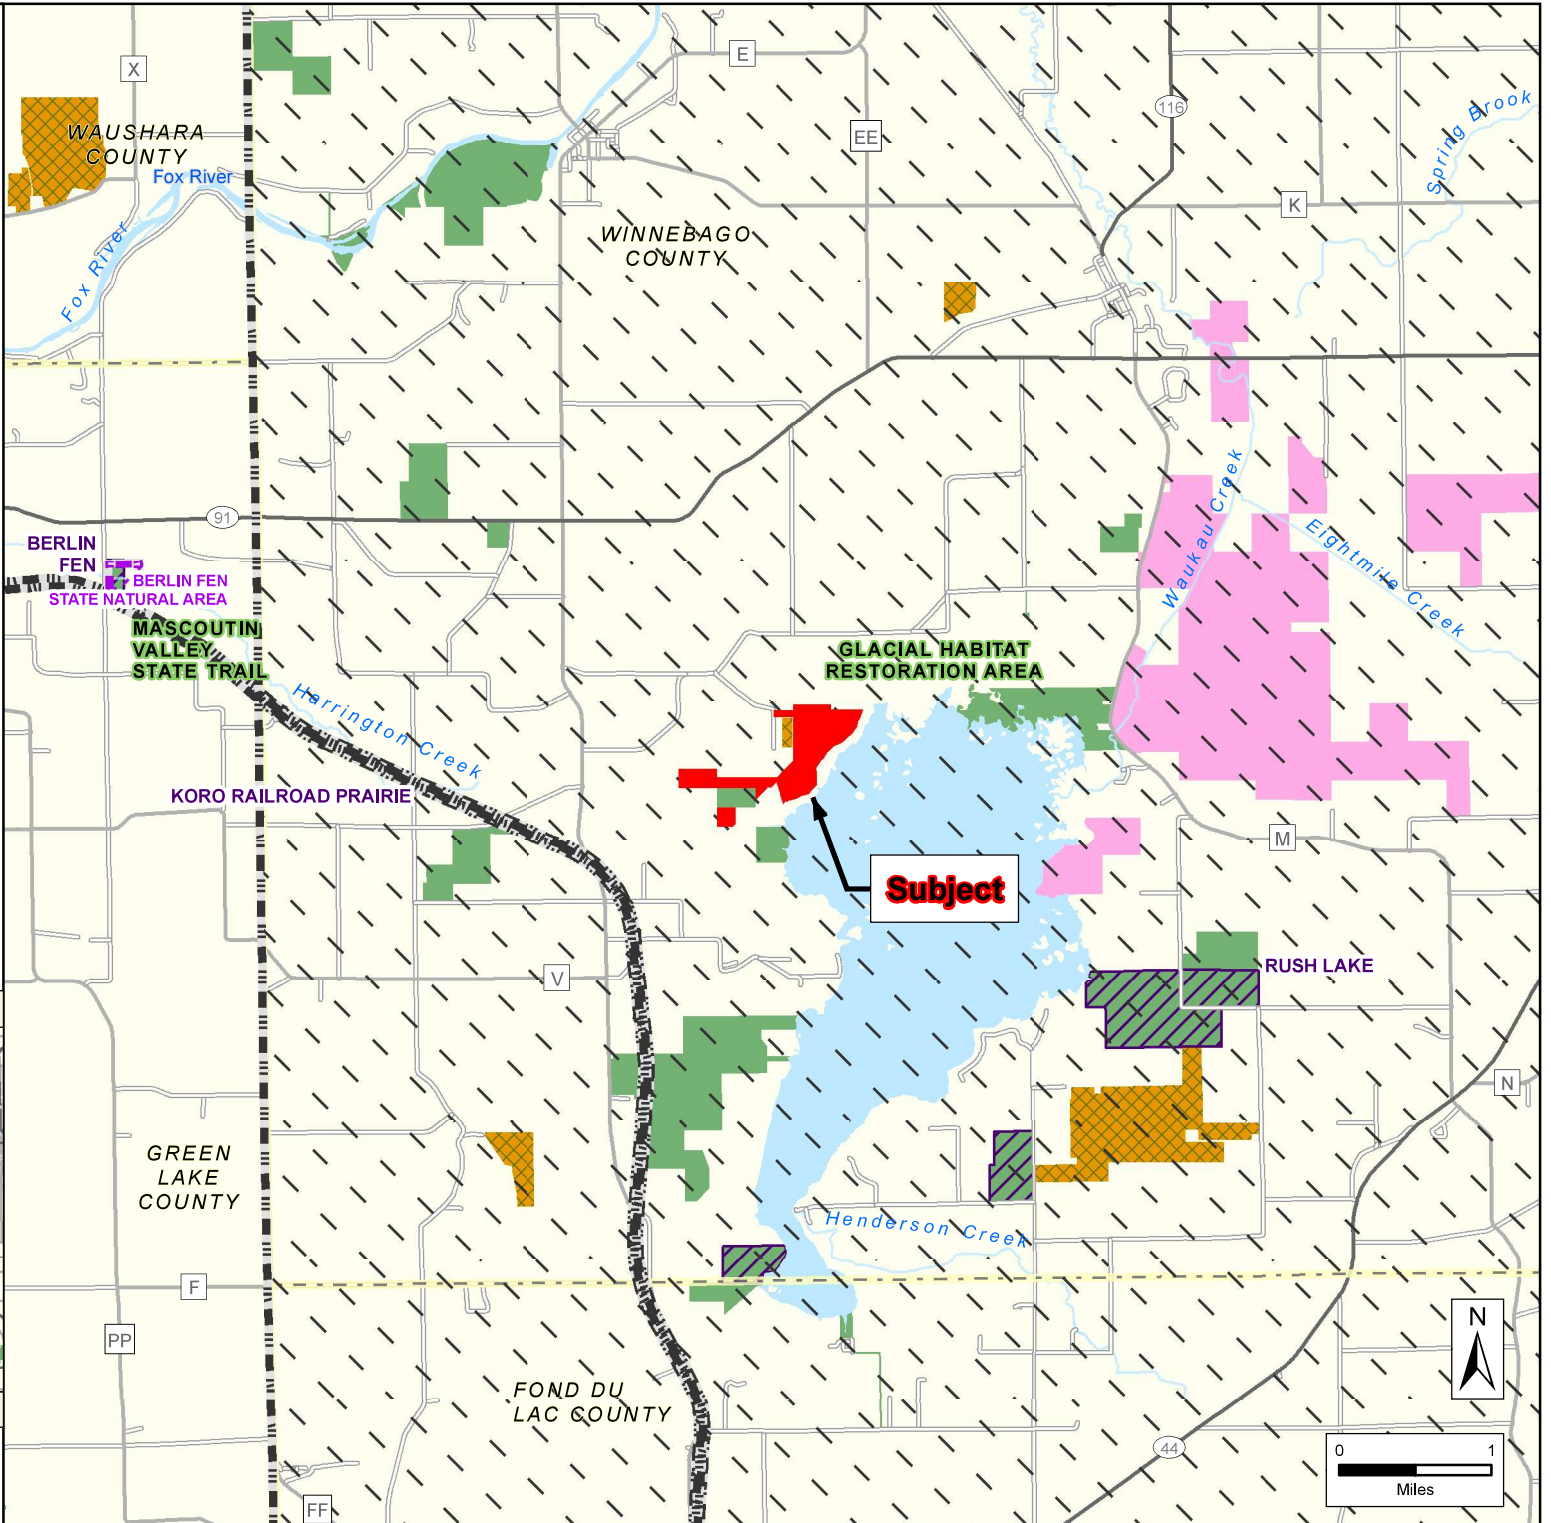 E
X
116
Spring Brook
WAUSHARA
COUNTY
EE
Fox River
K
Fox River
WINNEBAGO
COUNTY
91
Waukau Creek
Eightmile Creek
BERLIN
FEN
BERLIN FEN
STATE NATURAL AREA
MASCOUTIN
VALLEY
STATE TRAIL
GLACIAL HABITAT
RESTORATION AREA
Harrington Creek
KORO RAILROAD PRAIRIE
M
Subject
V
RUSH LAKE
N
GREEN
LAKE
COUNTY
Henderson Creek
F
PP
N
FOND DU
LAC COUNTY
44
0 1
Miles
FF